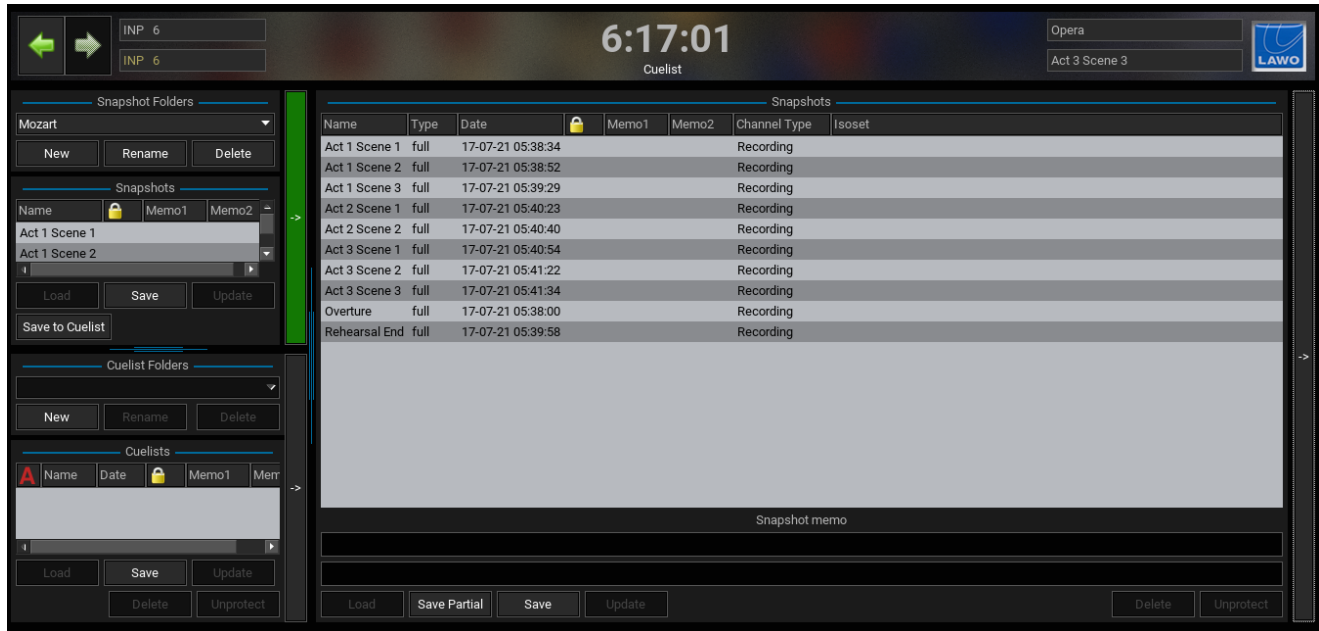 INP 6
INP 6
6:17:01
Cuelist
Opera
Act 3 Scene 3
LAWO
Snapshot Folders
Mozart
New Rename Delete
Snapshots
Name Memo1 Memo2
Act 1 Scene 1
Act 1 Scene 2
Load Save Update
Save to Cuelist
->
Cuelist Folders
New Rename Delete
Cuelists
A Name Date Memo1 Mem
Load Save Update
Delete Unprotect
->
Snapshots
Name Type Date Memo1 Memo2 Channel Type Isoset
Act 1 Scene 1 full 17-07-21 05:38:34 Recording
Act 1 Scene 2 full 17-07-21 05:38:52 Recording
Act 1 Scene 3 full 17-07-21 05:39:29 Recording
Act 2 Scene 1 full 17-07-21 05:40:23 Recording
Act 2 Scene 2 full 17-07-21 05:40:40 Recording
Act 3 Scene 1 full 17-07-21 05:40:54 Recording
Act 3 Scene 2 full 17-07-21 05:41:22 Recording
Act 3 Scene 3 full 17-07-21 05:41:34 Recording
Overture full 17-07-21 05:38:00 Recording
Rehearsal End full 17-07-21 05:39:58 Recording
Snapshot memo
Load Save Partial Save Update Delete Unprotect
->